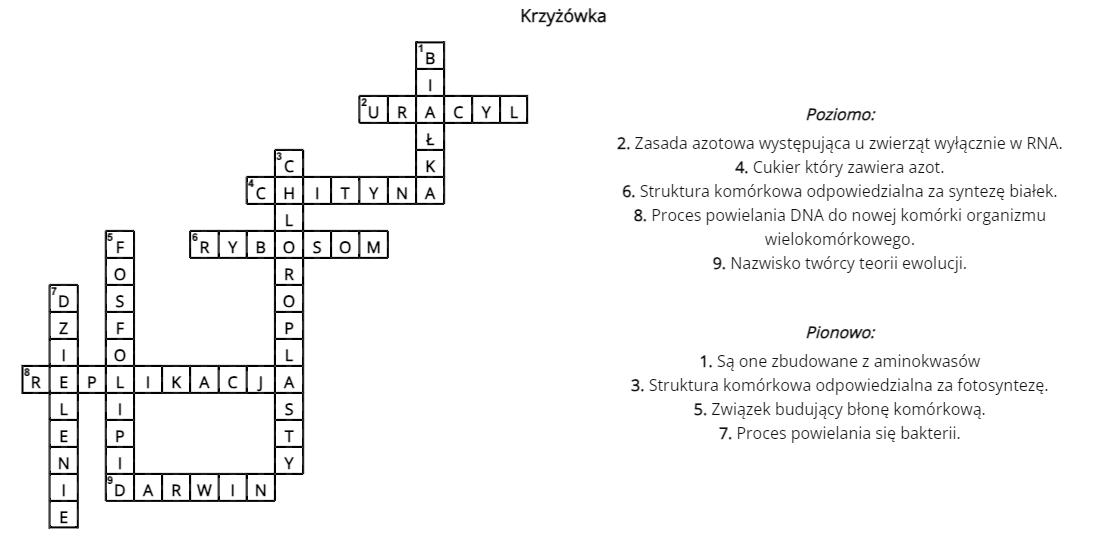 Krzyżówka
1
B
I
2
U R A C Y L
Ł
3
C K
4
C H I T Y N A
L
5 6
F R Y B O S O M
O R
7
D S O
Z F P
I O L
8
R E P L I K A C J A
L I S
E P T
N I Y
9
I D A R W I N
E
Poziomo:
2. Zasada azotowa występująca u zwierząt wyłącznie w RNA.
4. Cukier który zawiera azot.
6. Struktura komórkowa odpowiedzialna za syntezę białek.
8. Proces powielania DNA do nowej komórki organizmu
wielokomórkowego.
9. Nazwisko twórcy teorii ewolucji.
Pionowo:
1. Są one zbudowane z aminokwasów
3. Struktura komórkowa odpowiedzialna za fotosyntezę.
5. Związek budujący błonę komórkową.
7. Proces powielania się bakterii.